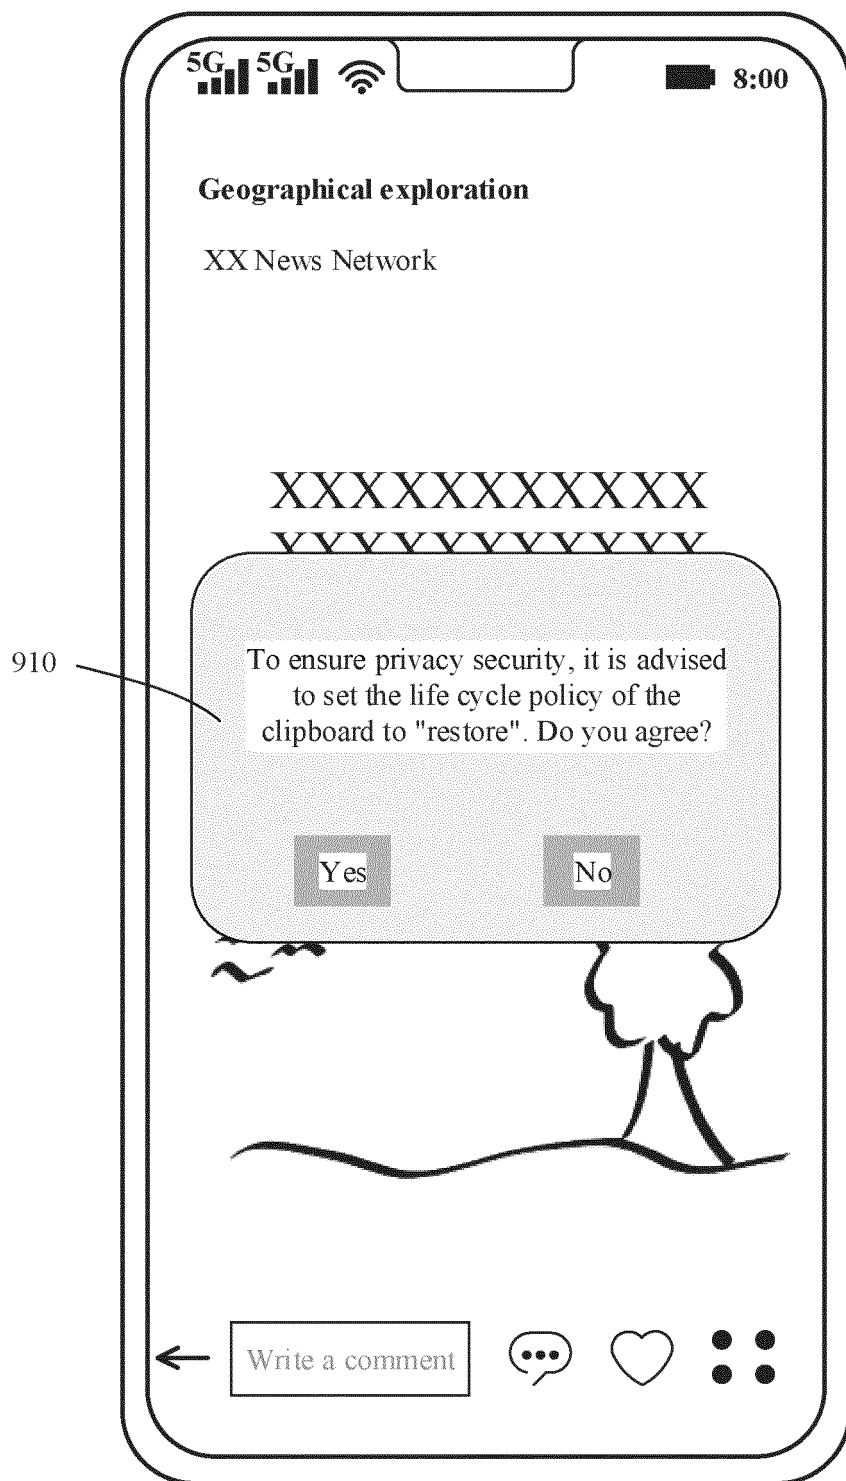 5G 5G 8:00
Geographical exploration
XX News Network
XXXXXXXXXXX
XXXXXXXXXXX
910
To ensure privacy security, it is advised
to set the life cycle policy of the
clipboard to "restore". Do you agree?
Yes No
Write a comment